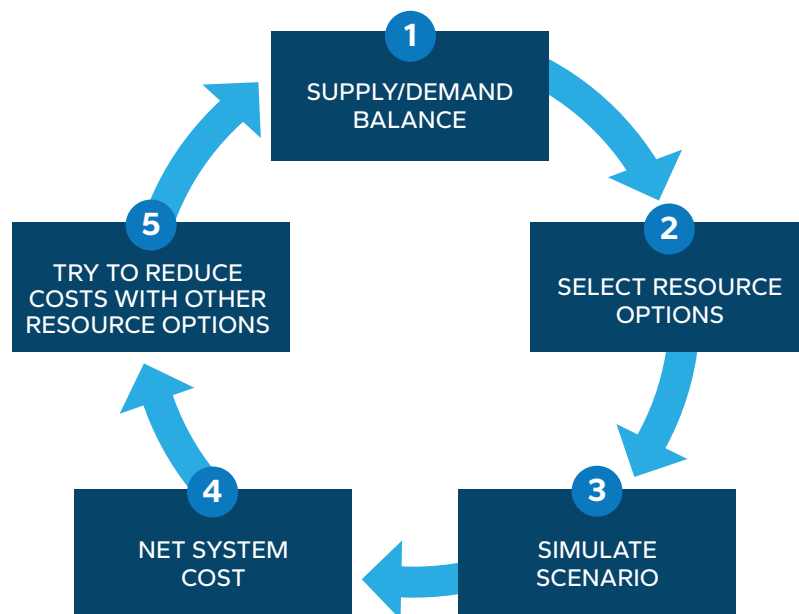 1
SUPPLY/DEMAND
BALANCE
2
SELECT RESOURCE
OPTIONS
3
SIMULATE
SCENARIO
4
NET SYSTEM
COST
5
TRY TO REDUCE
COSTS WITH OTHER
RESOURCE OPTIONS